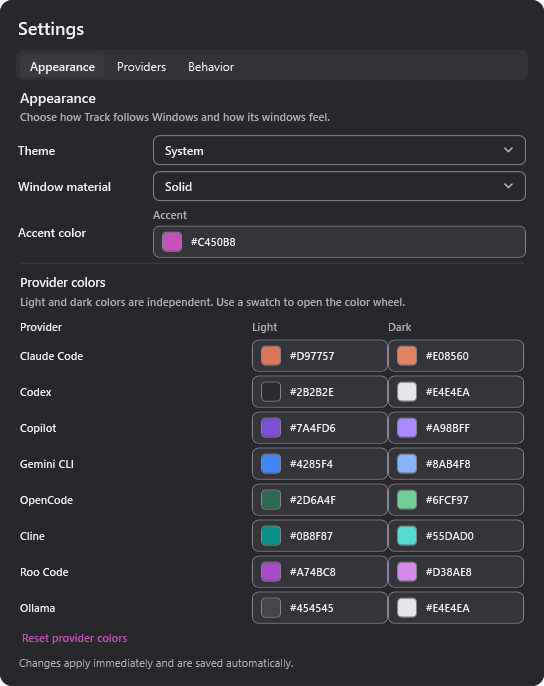 Settings
Appearance Providers Behavior
Appearance
Choose how Track follows Windows and how its windows feel.
Theme System
Window material Solid
Accent
Accent color #C450B8
Provider colors
Light and dark colors are independent. Use a swatch to open the color wheel.
Provider Light Dark
Claude Code #D97757 #E08560
Codex #2B2B2E #E4E4EA
Copilot #7A4FD6 #A98BFF
Gemini CLI #4285F4 #8AB4F8
OpenCode #2D6A4F #6FCF97
Cline #0B8F87 #55DAD0
Roo Code #A74BC8 #D38AE8
Ollama #454545 #E4E4EA
Reset provider colors
Changes apply immediately and are saved automatically.